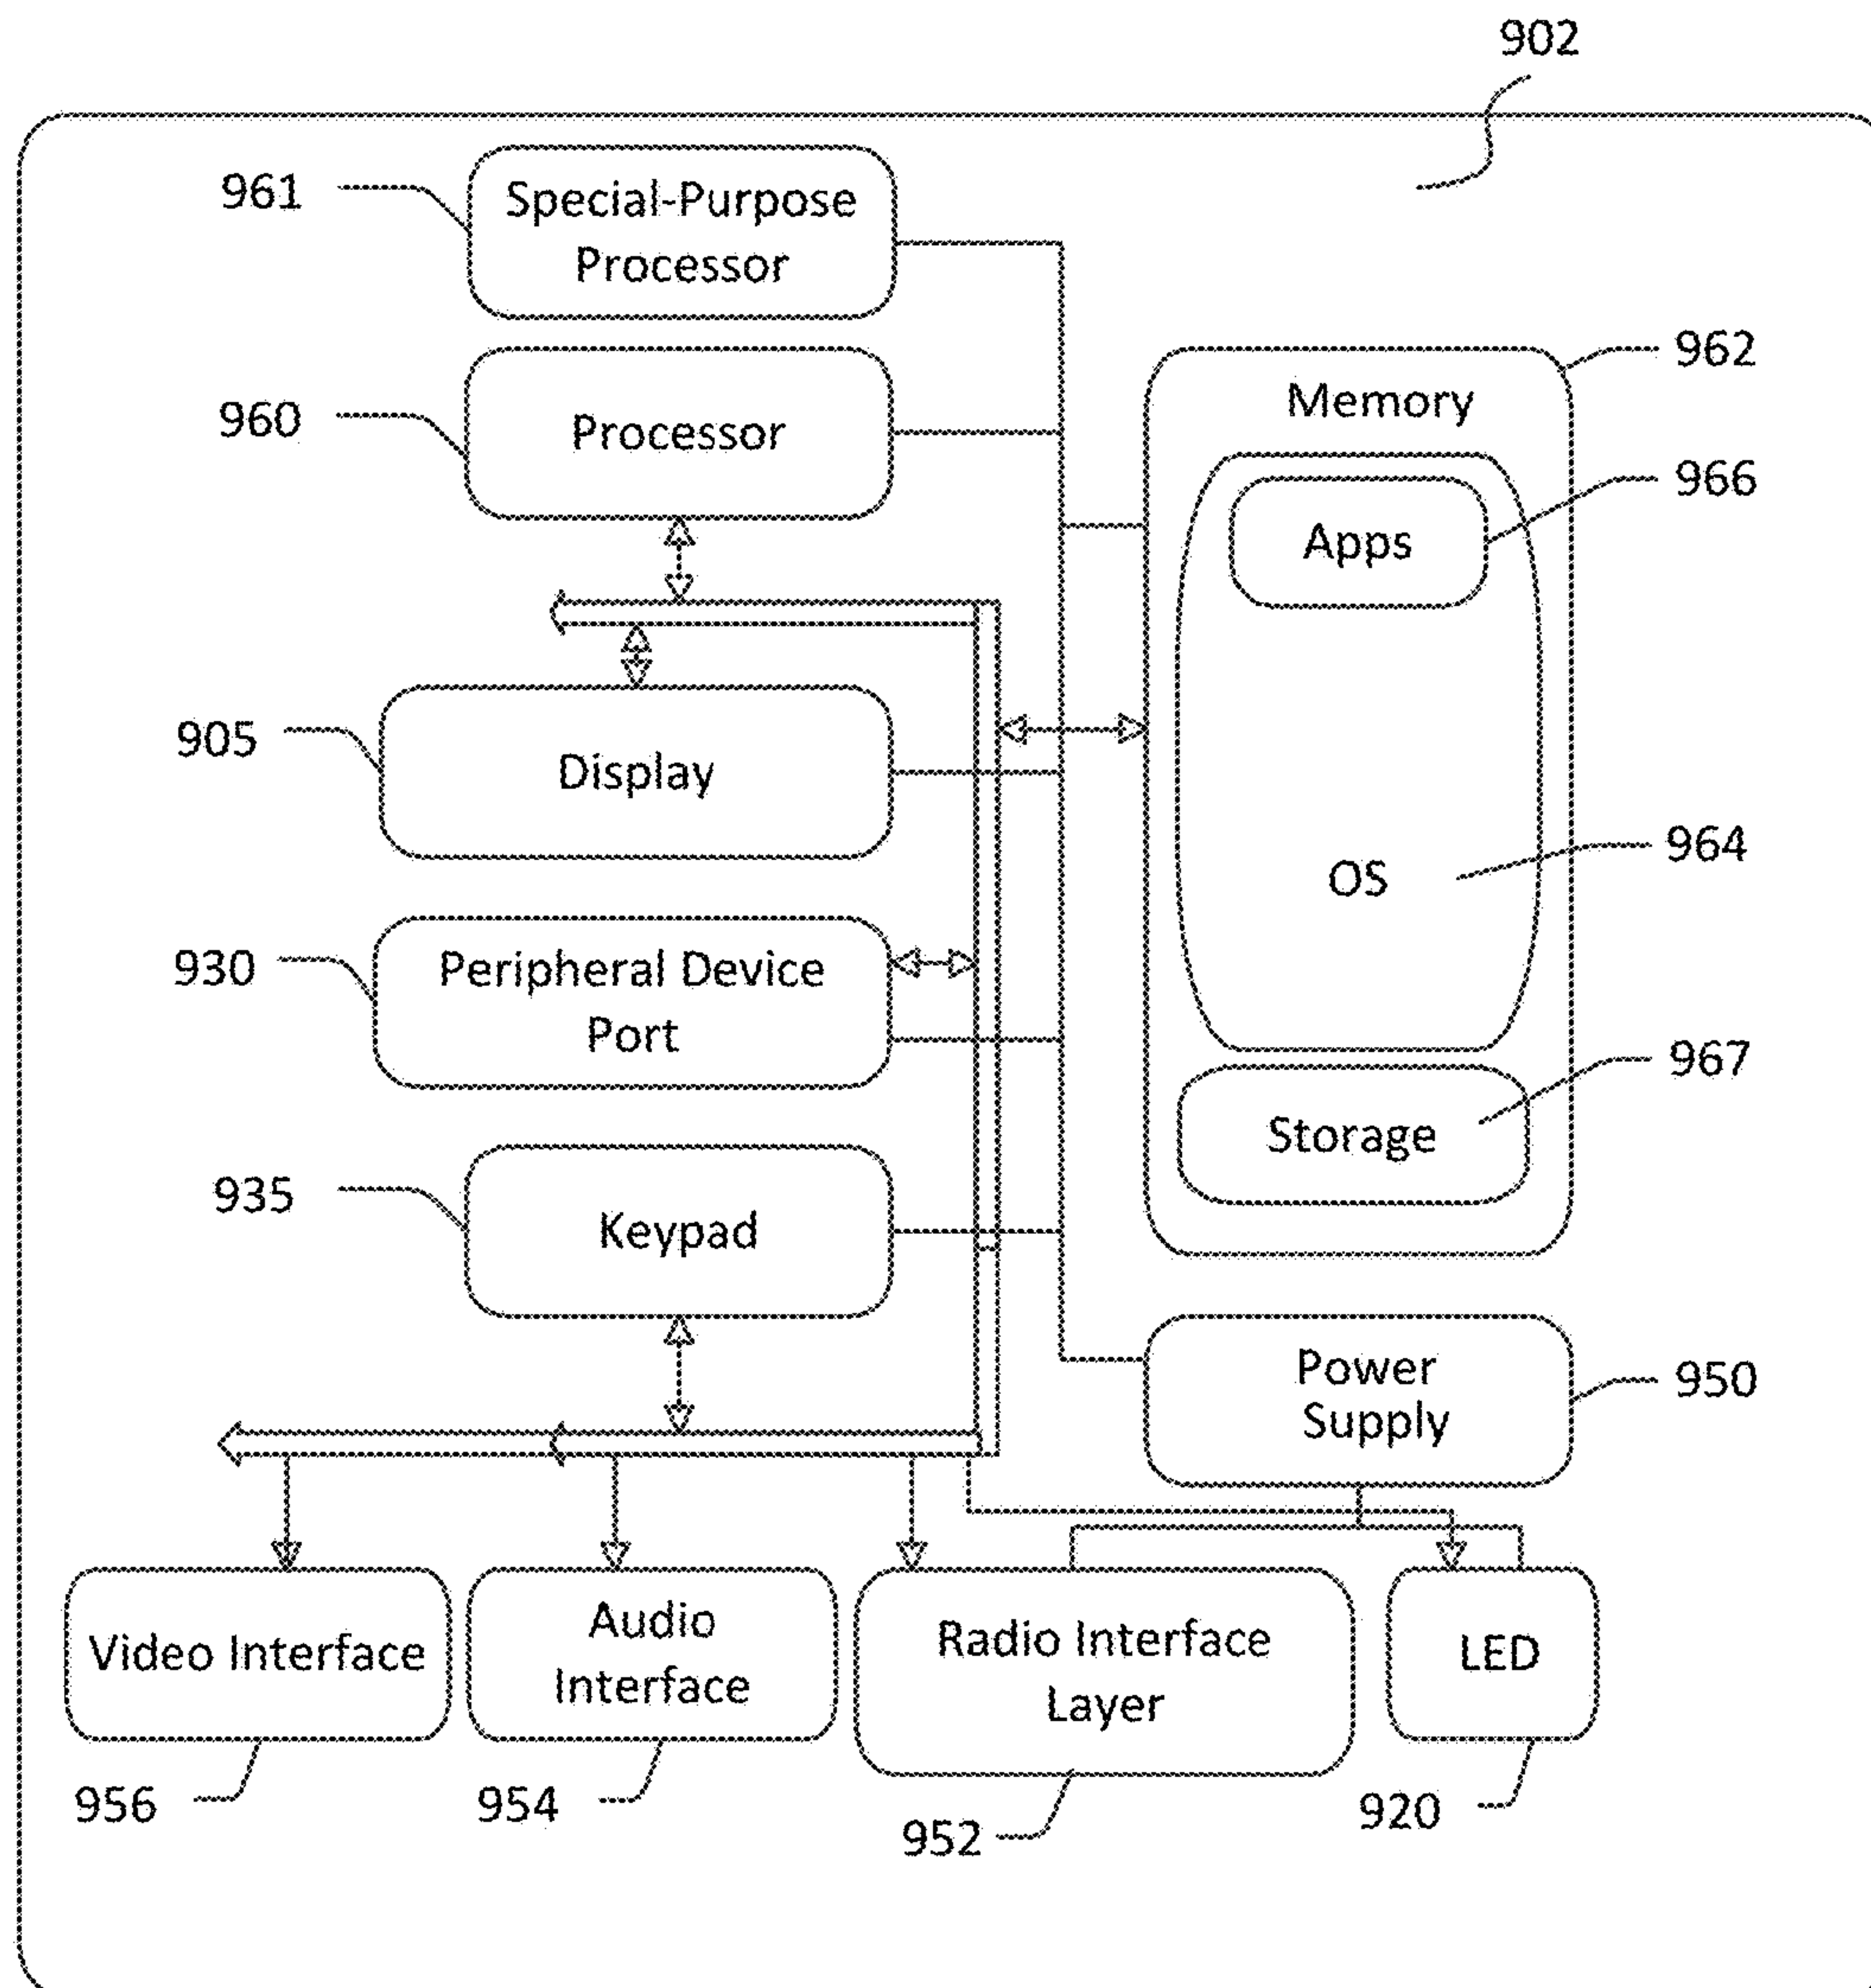 902
961
Special-Purpose
Processor
962
Memory
960
Processor
966
Apps
905
Display
964
OS
930
Peripheral Device
Port
967
Storage
935
Keypad
950
Power
Supply
Video Interface
Audio
Interface
Radio Interface
Layer
LED
956
954
952
920